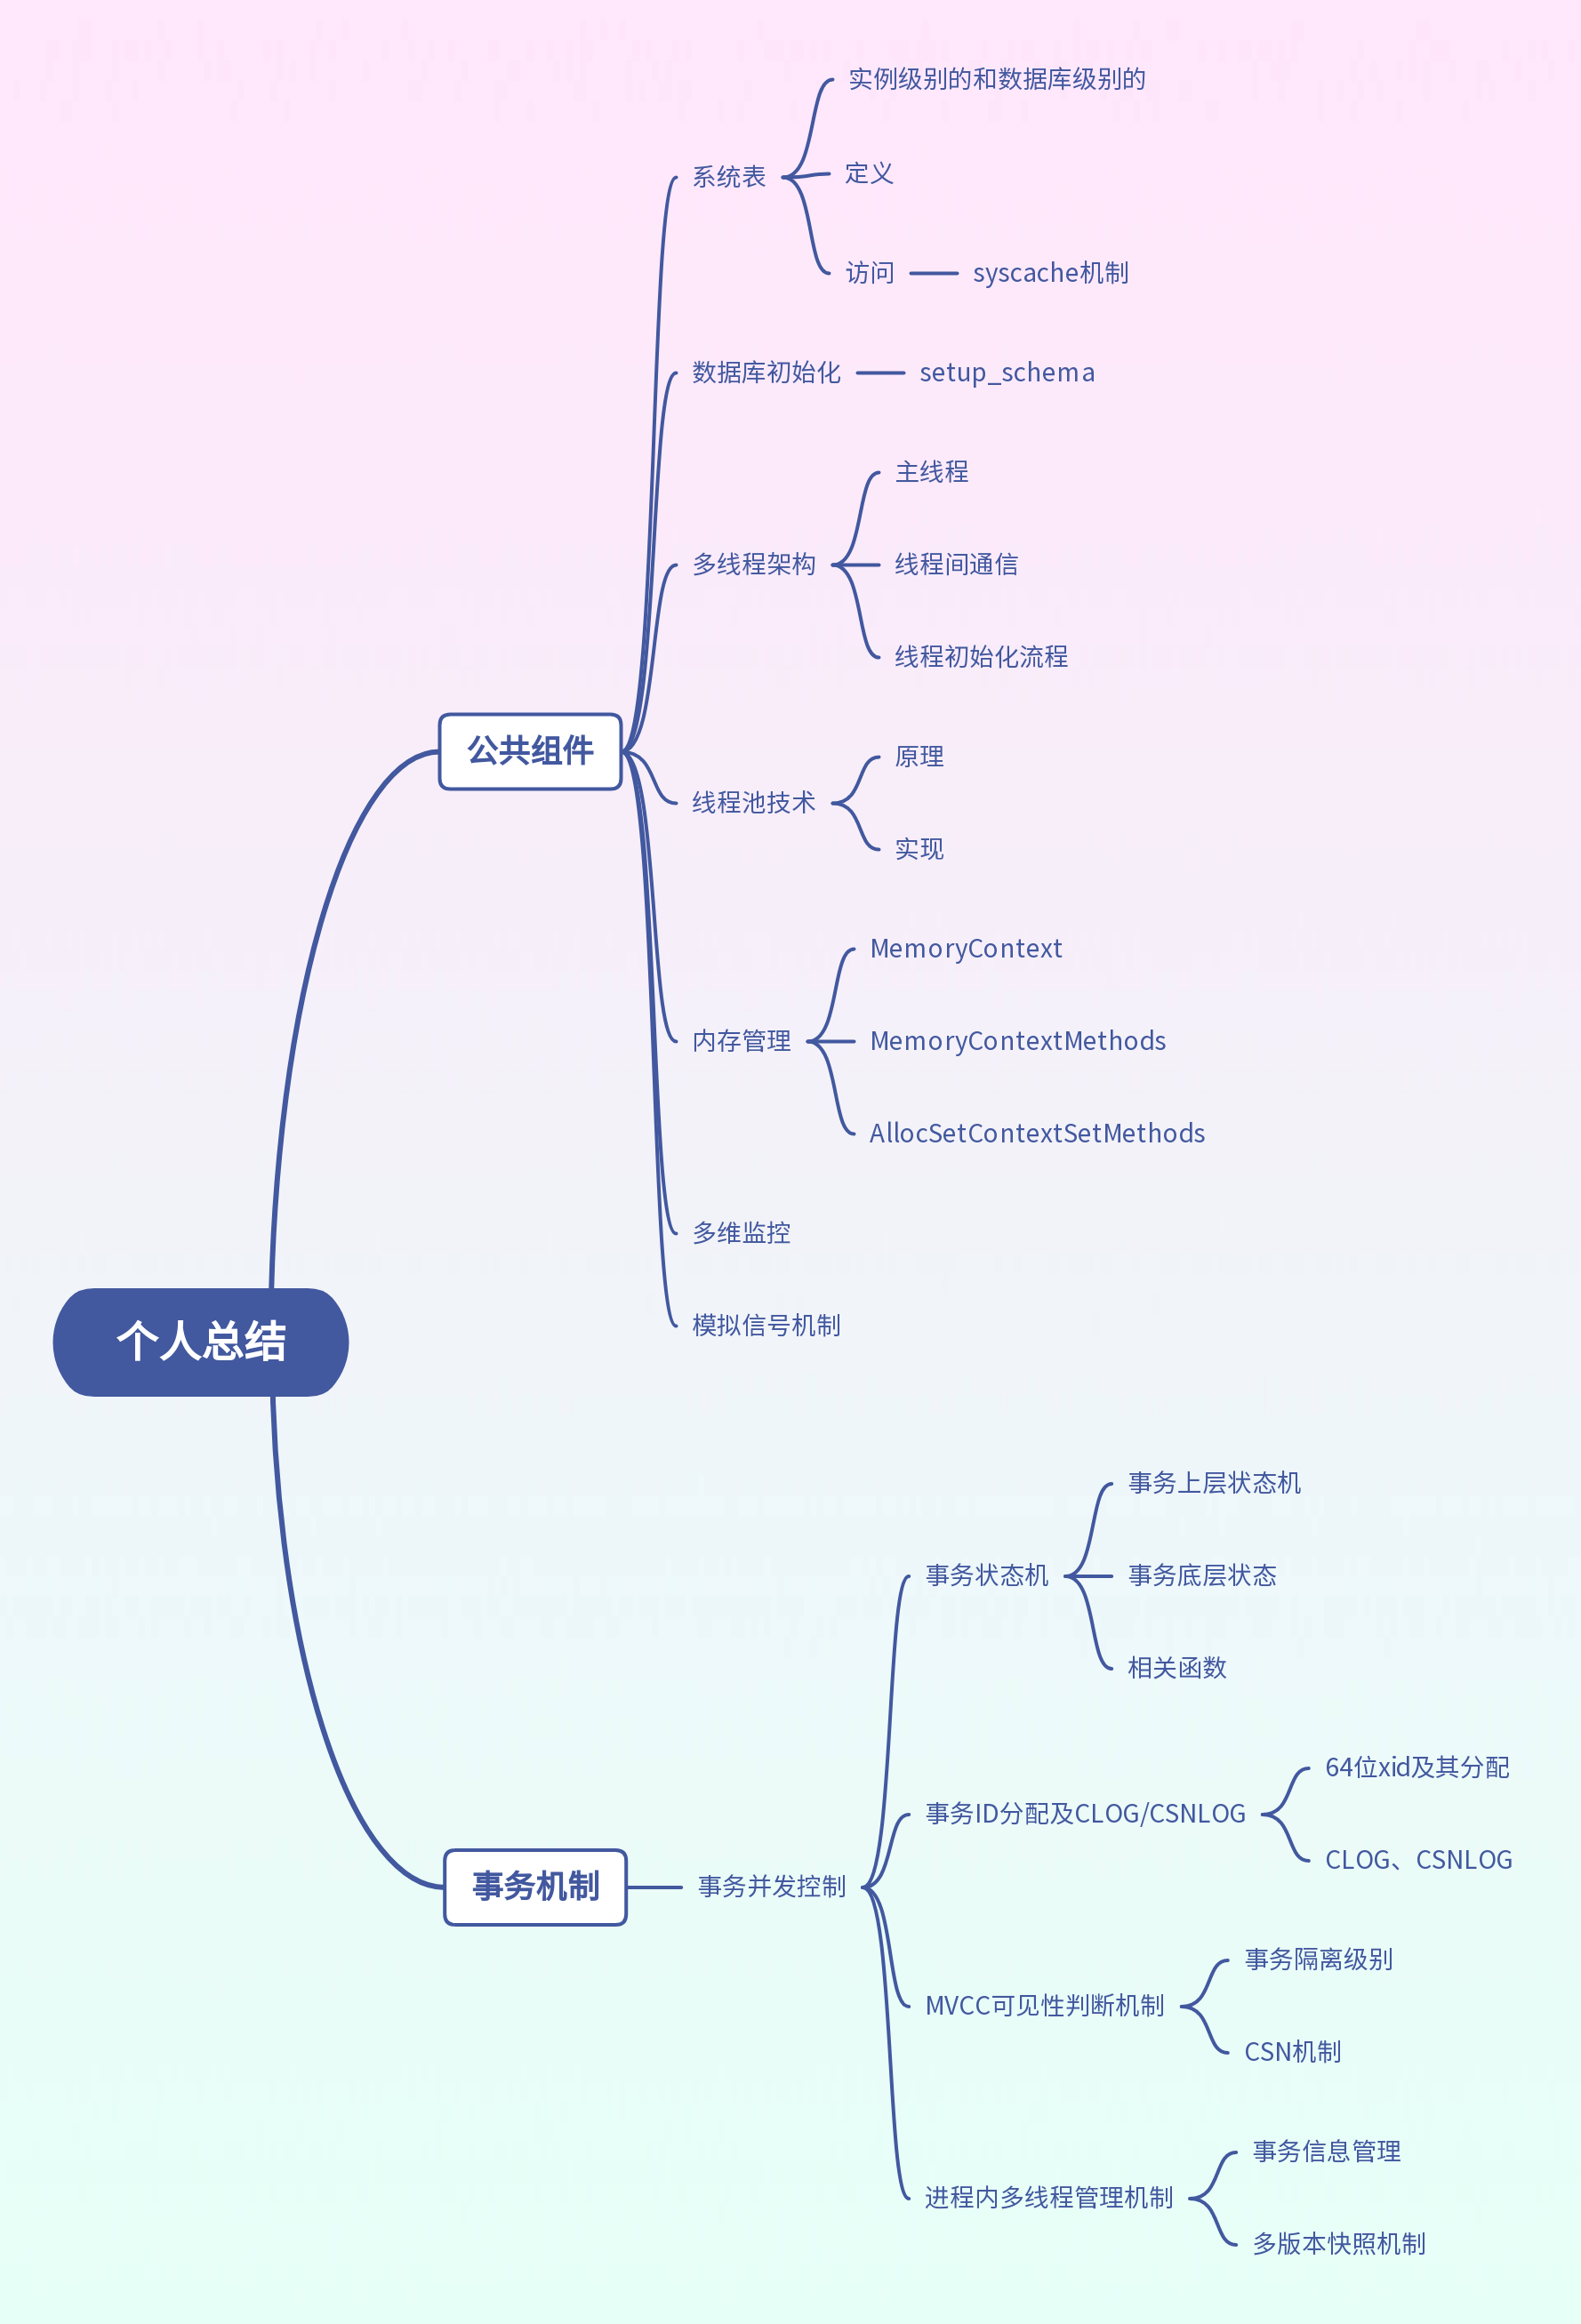 个人总结
公共组件
系统表
实例级别的和数据库级别的
定义
访问
syscache机制
数据库初始化
setup_schema
多线程架构
主线程
线程间通信
线程初始化流程
线程池技术
原理
实现
内存管理
MemoryContext
MemoryContextMethods
AllocSetContextSetMethods
多维监控
模拟信号机制
事务机制
事务并发控制
事务状态机
事务上层状态机
事务底层状态
相关函数
事务ID分配及CLOG/CSNLOG
64位xid及其分配
CLOG、CSNLOG
MVCC可见性判断机制
事务隔离级别
CSN机制
进程内多线程管理机制
事务信息管理
多版本快照机制